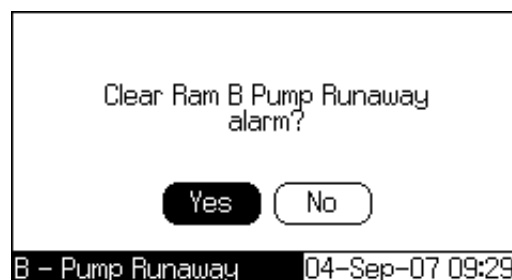 Clear Ram B Pump Runaway
alarm?
Yes No
B - Pump Runaway 04-Sep-07 09:29